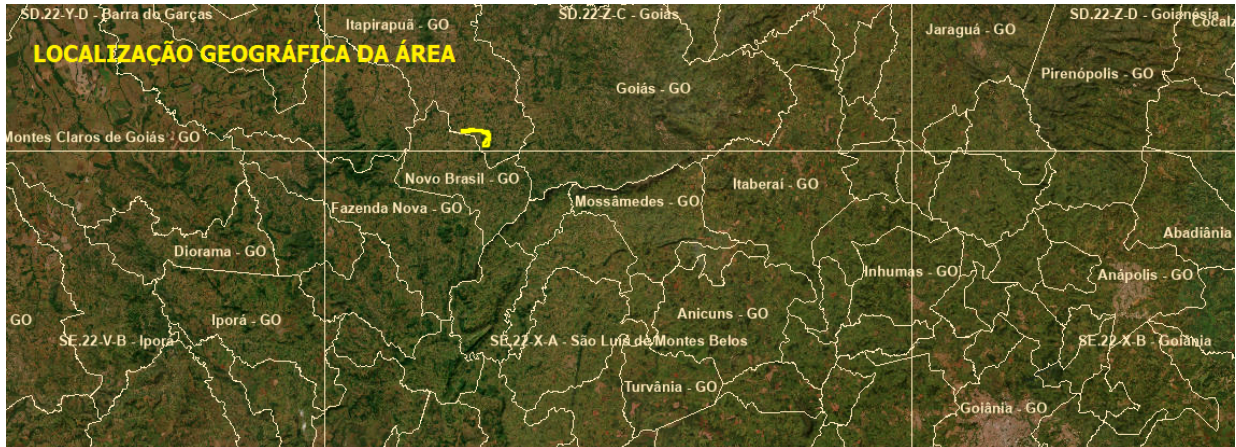 SD.22-Y-D - Barra do Garças
Itapirapuã - GO
SD.22-Z-C - Goiás
Jaraguá - GO
SD.22-Z-D - Goianésia
LOCALIZAÇÃO GEOGRÁFICA DA ÁREA
Pirenópolis - GO
Goiás - GO
Montes Claros de Goiás - GO
Novo Brasil - GO
Itaberaí - GO
Fazenda Nova - GO
Mossâmedes - GO
Diorama - GO
Abadiânia
Inhumas - GO
Anápolis - GO
GO
Iporá - GO
Anicuns - GO
SE.22-V-B - Iporá
SE.22-X-A - São Luís de Montes Belos
SE.22-X-B - Goiânia
Turvânia - GO
Goiânia - GO